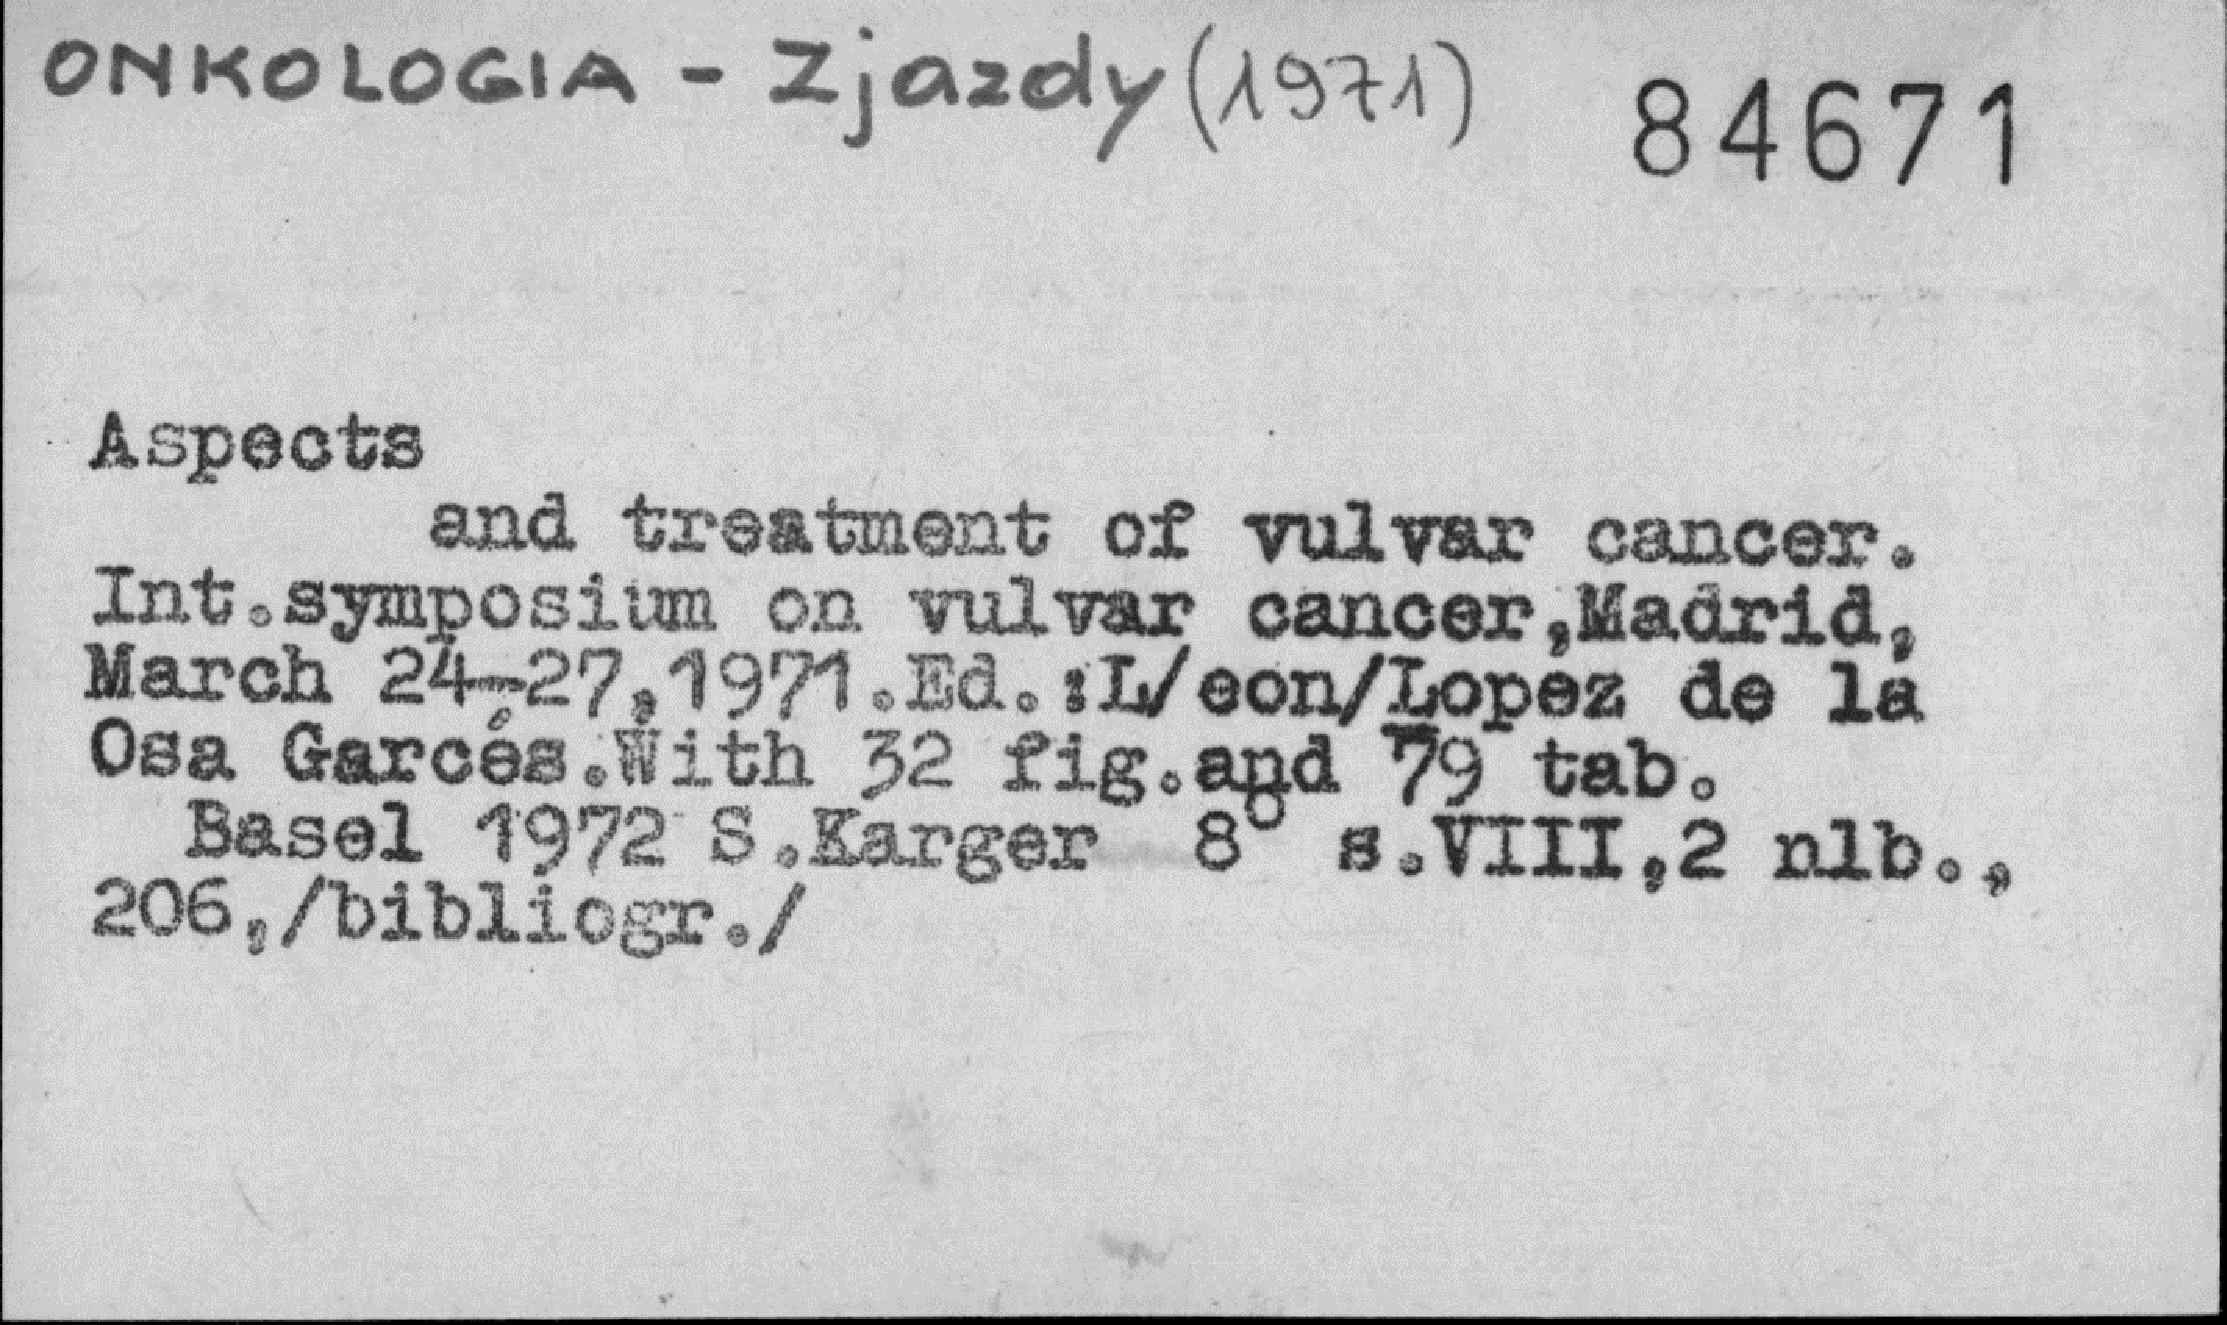 ONKOLOGIA - Zjazdy (1971) 84671
Aspects
and treatment of vulvar cancer.
Int.symposium on vulvar cancer,Madrid,
March 24-27,1971.Ed.:L/eon/Lopez de la
Osa Garcés.With 32 fig.and 79 tab.
Basel 1972 S.Karger 8° s.VIII,2 nlb.,
206,/bibliogr./